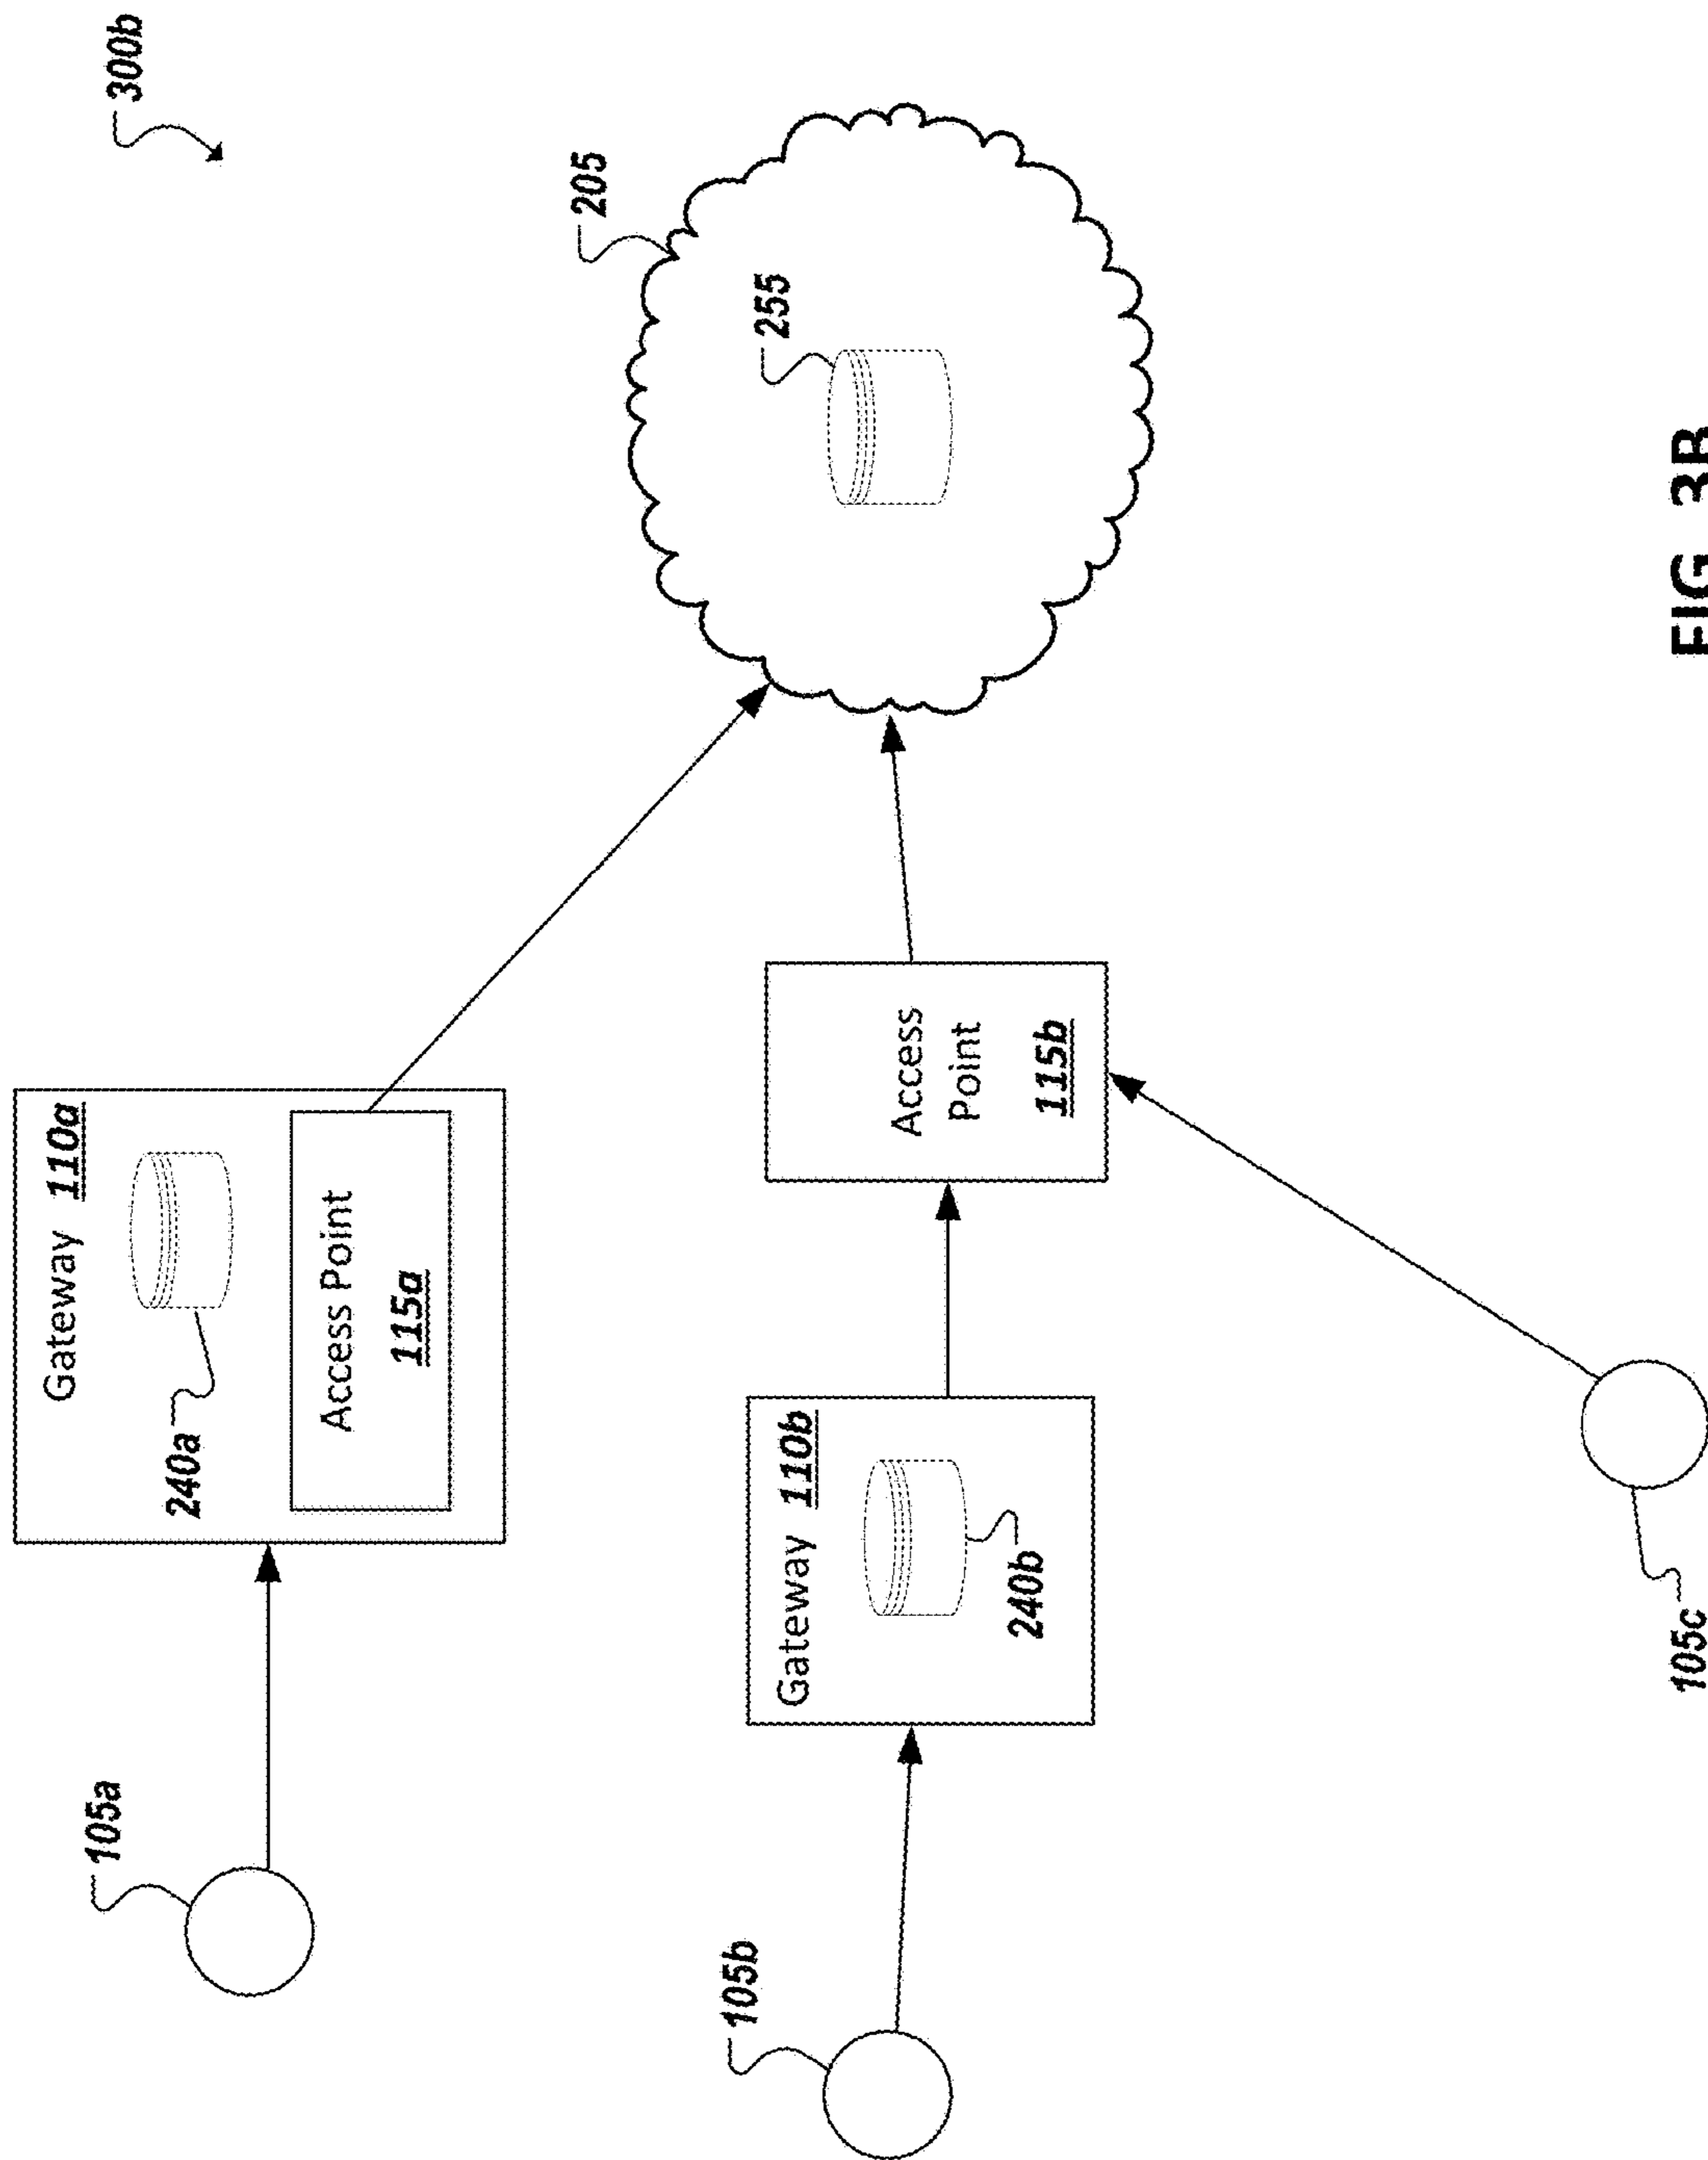 300b
105a
Gateway 110a
240a
Access Point
115a
205
255
105b
Gateway 110b
240b
Access
Point
115b
105c
FIG. 3B